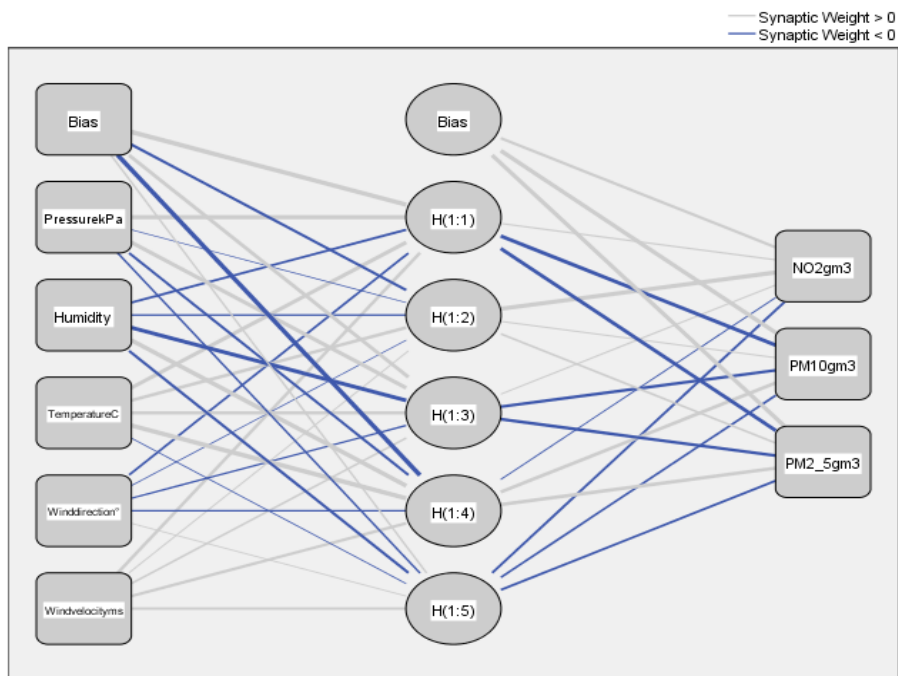 Synaptic Weight > 0
Synaptic Weight < 0
Bias
PressurekPa
Humidity
TemperatureC
Winddirection°
Windvelocityms
Bias
H(1:1)
H(1:2)
H(1:3)
H(1:4)
H(1:5)
NO2gm3
PM10gm3
PM2_5gm3